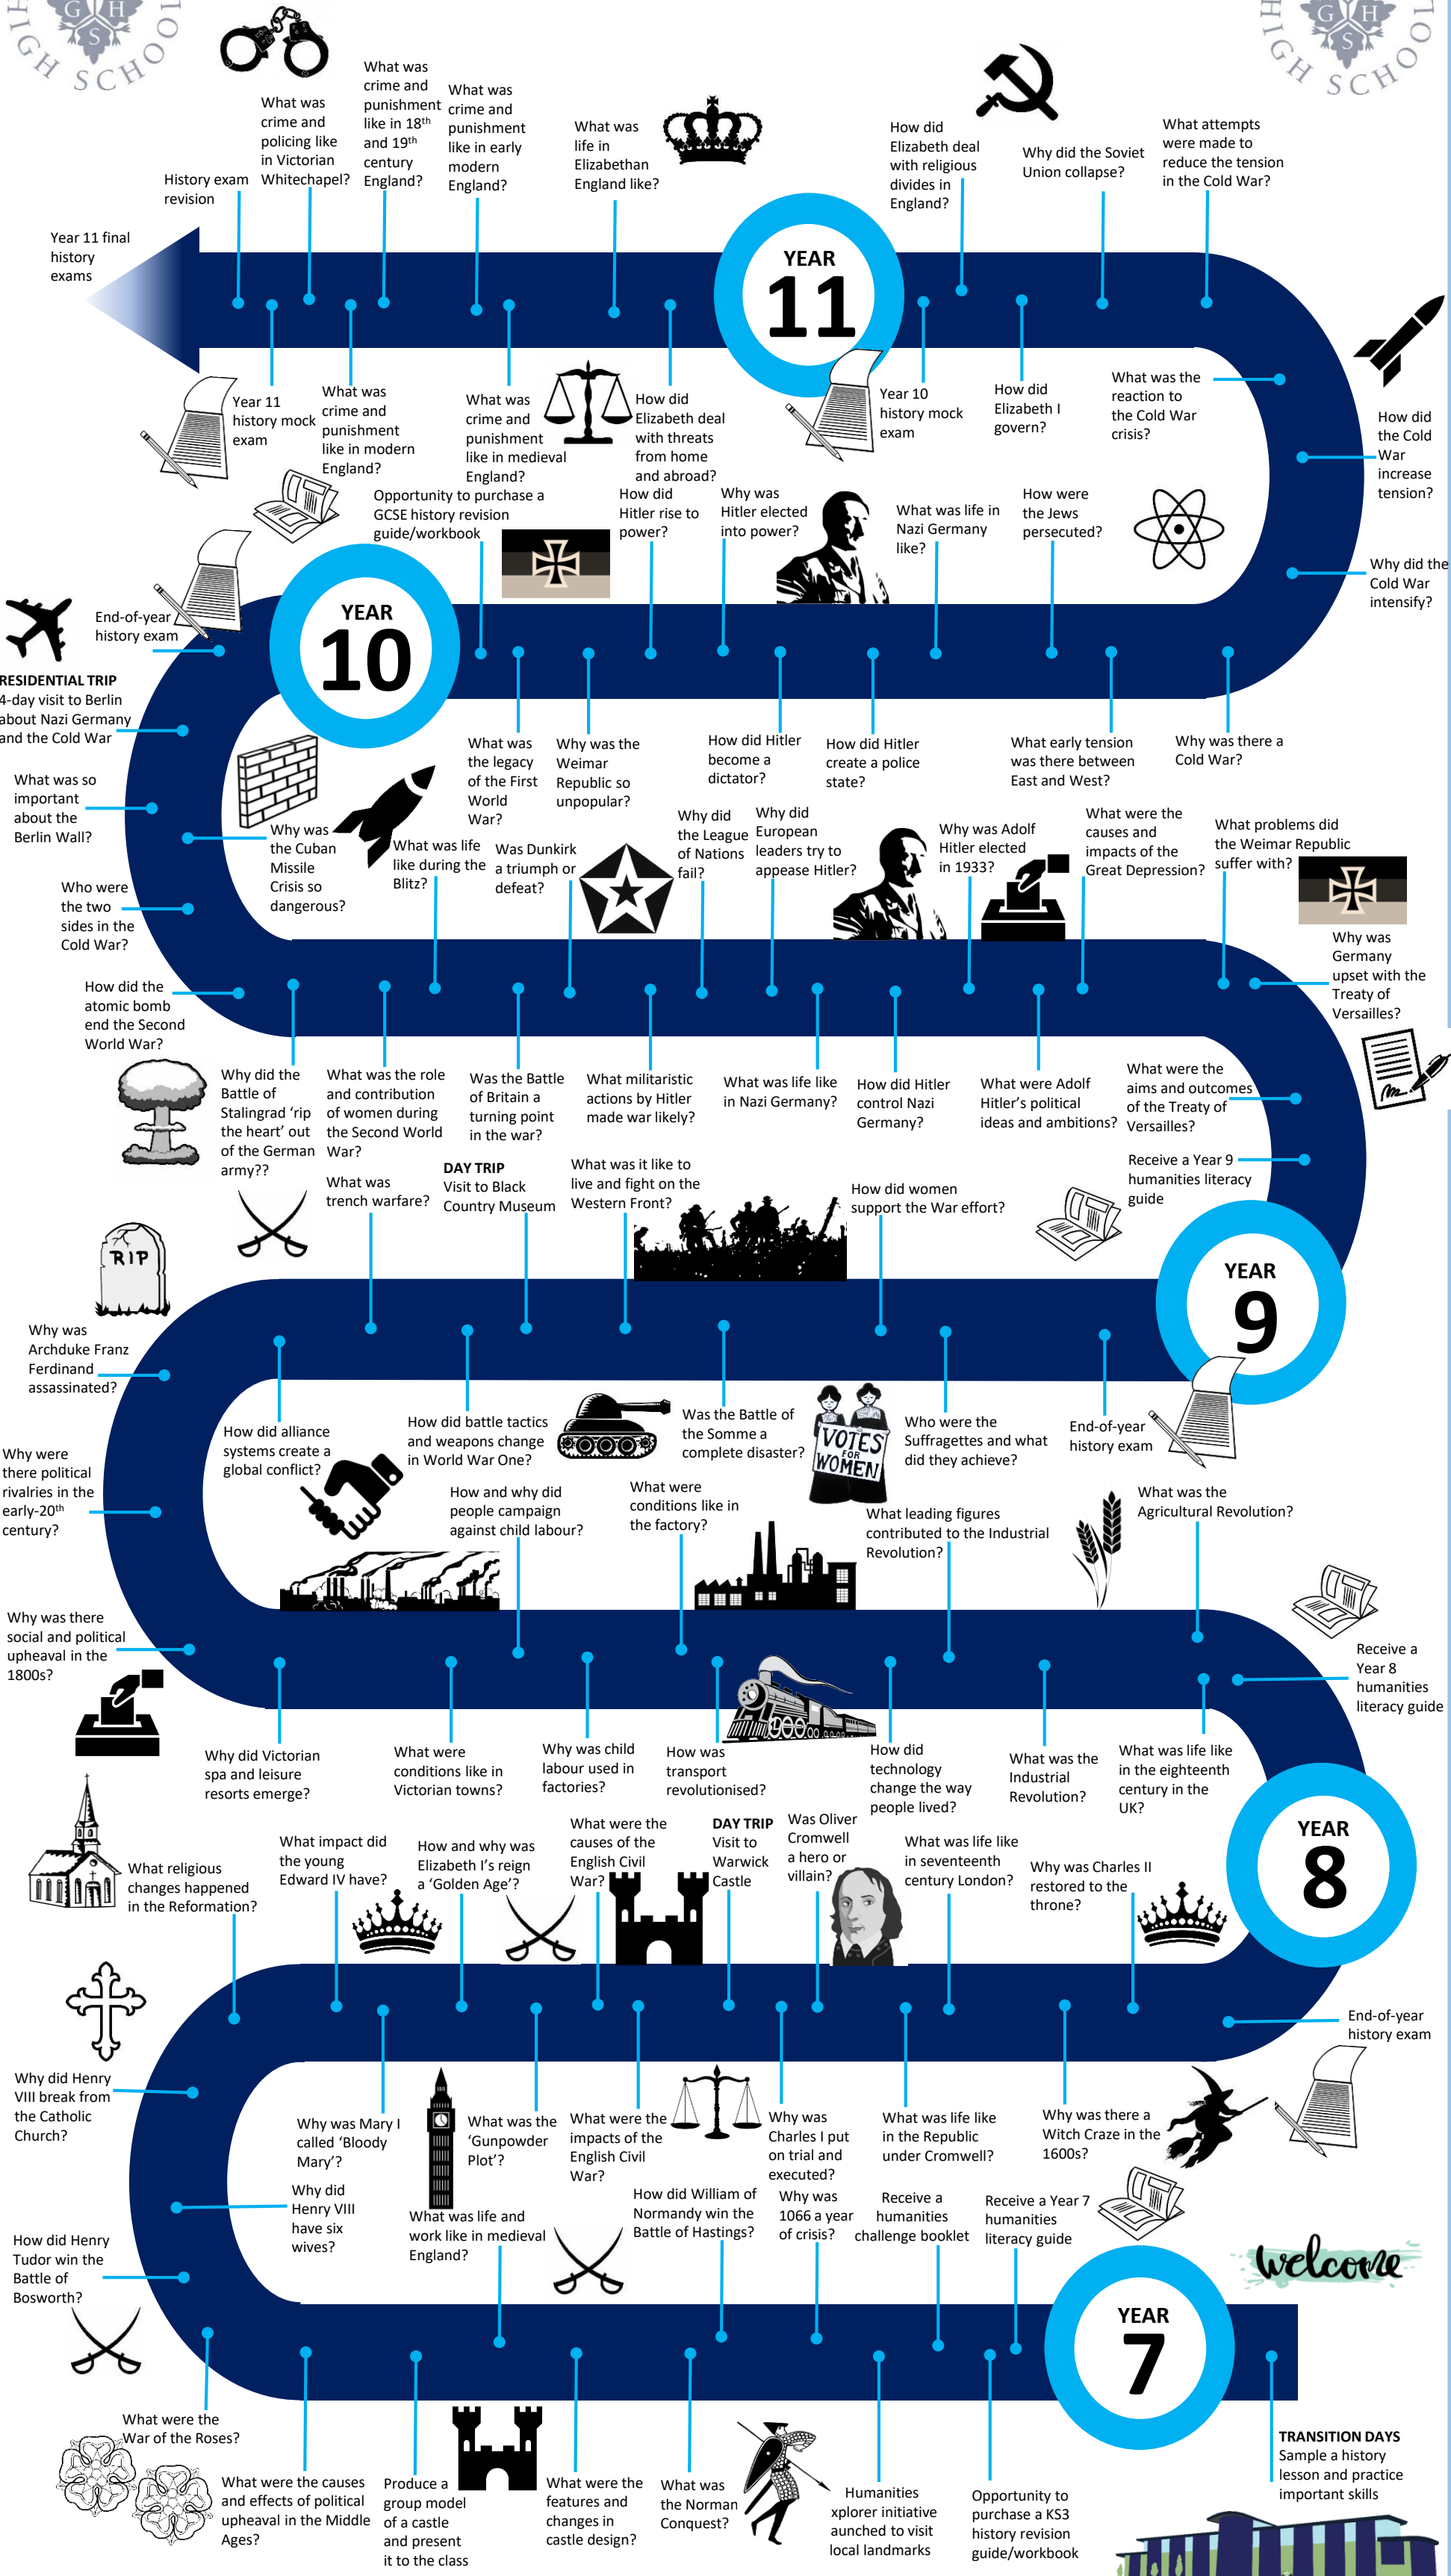 G H
S
HIGH SCHOO
G H
S
HIGH SCHOO
What was
crime and
policing like
in Victorian
Whitechapel?
What was
crime and
punishment
like in 18th
and 19th
century
England?
What was
crime and
punishment
like in early
modern
England?
What was
life in
Elizabethan
England like?
How did
Elizabeth deal
with religious
divides in
England?
Why did the Soviet
Union collapse?
What attempts
were made to
reduce the tension
in the Cold War?
History exam
revision
Year 11 final
history
exams
YEAR
11
Year 11
history mock
exam
What was
crime and
punishment
like in modern
England?
What was
crime and
punishment
like in medieval
England?
How did
Elizabeth deal
with threats
from home
and abroad?
Year 10
history mock
exam
How did
Elizabeth I
govern?
What was the
reaction to
the Cold War
crisis?
How did
the Cold
War
increase
tension?
Why did the
Cold War
intensify?
Opportunity to purchase a
GCSE history revision
guide/workbook
How did
Hitler rise to
power?
Why was
Hitler elected
into power?
What was life in
Nazi Germany
like?
How were
the Jews
persecuted?
End-of-year
history exam
YEAR
10
RESIDENTIAL TRIP
4-day visit to Berlin
about Nazi Germany
and the Cold War
What was
the legacy
of the First
World
War?
Why was the
Weimar
Republic so
unpopular?
How did Hitler
become a
dictator?
How did Hitler
create a police
state?
What early tension
was there between
East and West?
Why was there a
Cold War?
What was so
important
about the
Berlin Wall?
Why was
the Cuban
Missile
Crisis so
dangerous?
What was life
like during the
Blitz?
Was Dunkirk
a triumph or
defeat?
Why did
the League
of Nations
fail?
Why did
European
leaders try to
appease Hitler?
Why was Adolf
Hitler elected
in 1933?
What were the
causes and
impacts of the
Great Depression?
What problems did
the Weimar Republic
suffer with?
Why was
Germany
upset with the
Treaty of
Versailles?
Who were
the two
sides in the
Cold War?
How did the
atomic bomb
end the Second
World War?
Why did the
Battle of
Stalingrad ‘rip
the heart’ out
of the German
army??
What was the role
and contribution
of women during
the Second World
War?
Was the Battle
of Britain a
turning point
in the war?
What militaristic
actions by Hitler
made war likely?
What was life like
in Nazi Germany?
How did Hitler
control Nazi
Germany?
What were Adolf
Hitler’s political
ideas and ambitions?
What were the
aims and outcomes
of the Treaty of
Versailles?
Receive a Year 9
humanities literacy
guide
What was
trench warfare?
DAY TRIP
Visit to Black
Country Museum
What was it like to
live and fight on the
Western Front?
How did women
support the War effort?
RIP
YEAR
9
Why was
Archduke Franz
Ferdinand
assassinated?
How did alliance
systems create a
global conflict?
How did battle tactics
and weapons change
in World War One?
Was the Battle of
the Somme a
complete disaster?
VOTES
FOR
WOMEN
Who were the
Suffragettes and what
did they achieve?
End-of-year
history exam
Why were
there political
rivalries in the
early-20th
century?
How and why did
people campaign
against child labour?
What were
conditions like in
the factory?
What leading figures
contributed to the Industrial
Revolution?
What was the
Agricultural Revolution?
Why was there
social and political
upheaval in the
1800s?
Receive a
Year 8
humanities
literacy guide
Why did Victorian
spa and leisure
resorts emerge?
What were
conditions like in
Victorian towns?
Why was child
labour used in
factories?
How was
transport
revolutionised?
How did
technology
change the way
people lived?
What was the
Industrial
Revolution?
What was life like
in the eighteenth
century in the
UK?
YEAR
8
What religious
changes happened
in the Reformation?
What impact did
the young
Edward IV have?
How and why was
Elizabeth I’s reign
a ‘Golden Age’?
What were the
causes of the
English Civil
War?
DAY TRIP
Visit to
Warwick
Castle
Was Oliver
Cromwell
a hero or
villain?
What was life like
in seventeenth
century London?
Why was Charles II
restored to the
throne?
End-of-year
history exam
Why did Henry
VIII break from
the Catholic
Church?
Why was Mary I
called ‘Bloody
Mary’?
What was the
‘Gunpowder
Plot’?
What were the
impacts of the
English Civil
War?
Why was
Charles I put
on trial and
executed?
What was life like
in the Republic
under Cromwell?
Why was there a
Witch Craze in the
1600s?
Why did
Henry VIII
have six
wives?
What was life and
work like in medieval
England?
How did William of
Normandy win the
Battle of Hastings?
Why was
1066 a year
of crisis?
Receive a
humanities
challenge booklet
Receive a Year 7
humanities
literacy guide
How did Henry
Tudor win the
Battle of
Bosworth?
welcome
YEAR
7
What were the
War of the Roses?
What were the causes
and effects of political
upheaval in the Middle
Ages?
Produce a
group model
of a castle
and present
it to the class
What were the
features and
changes in
castle design?
What was
the Norman
Conquest?
Humanities
xplorer initiative
aunched to visit
local landmarks
Opportunity to
purchase a KS3
history revision
guide/workbook
TRANSITION DAYS
Sample a history
lesson and practice
important skills